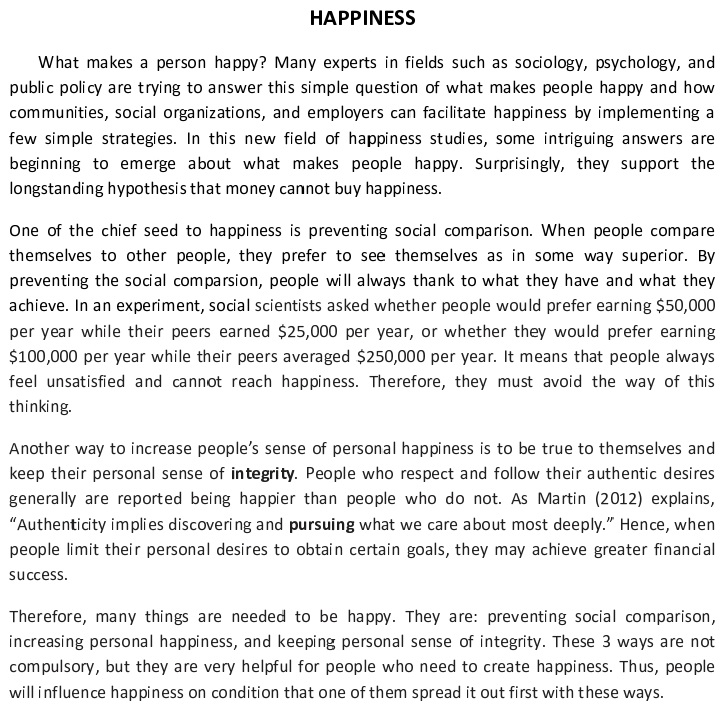 HAPPINESS
What makes a person happy? Many experts in fields such as sociology, psychology, and
public policy are trying to answer this simple question of what makes people happy and how
communities, social organizations, and employers can facilitate happiness by implementing a
few simple strategies. In this new field of happiness studies, some intriguing answers are
beginning to emerge about what makes people happy. Surprisingly, they support the
longstanding hypothesis that money cannot buy happiness.
One of the chief seed to happiness is preventing social comparison. When people compare
themselves to other people, they prefer to see themselves as in some way superior. By
preventing the social comparsion, people will always thank to what they have and what they
achieve. In an experiment, social scientists asked whether people would prefer earning $50,000
per year while their peers earned $25,000 per year, or whether they would prefer earning
$100,000 per year while their peers averaged $250,000 per year. It means that people always
feel unsatisfied and cannot reach happiness. Therefore, they must avoid the way of this
thinking.
Another way to increase people's sense of personal happiness is to be true to themselves and
keep their personal sense of integrity. People who respect and follow their authentic desires
generally are reported being happier than people who do not. As Martin (2012) explains,
"Authenticity implies discovering and pursuing what we care about most deeply." Hence, when
people limit their personal desires to obtain certain goals, they may achieve greater financial
success.
Therefore, many things are needed to be happy. They are: preventing social comparison,
increasing personal happiness, and keeping personal sense of integrity. These 3 ways are not
compulsory, but they are very helpful for people who need to create happiness. Thus, people
will influence happiness on condition that one of them spread it out first with these ways.